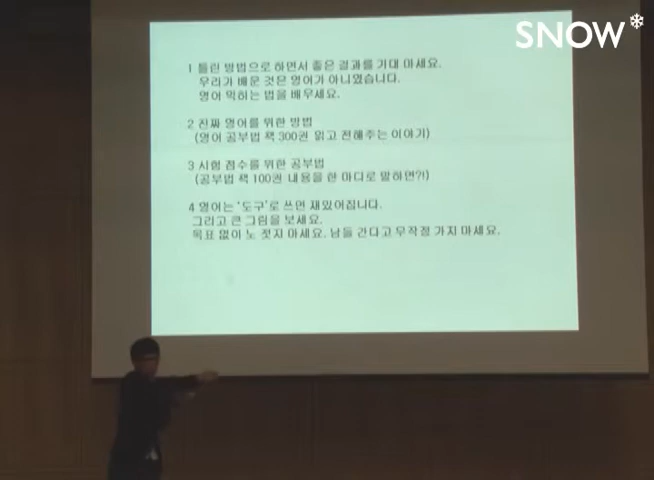 SNOW*
1 틀린 방법으로 하면서 좋은 결과를 기대 마세요.
우리가 배운 것은 영어가 아니였습니다.
영어 익히는 법을 배우세요.
2 진짜 영어를 위한 방법
(영어 공부법 책 300권 읽고 전해주는 이야기)
3 시험 점수를 위한 공부법
(공부법 책 100권 내용을 한 마디로 말하면?!)
4 영어는 '도구'로 쓰면 재있어집니다.
그리고 큰 그림을 보세요.
목표 없이 노 젓지 마세요. 남들 간다고 무작정 가지 마세요.